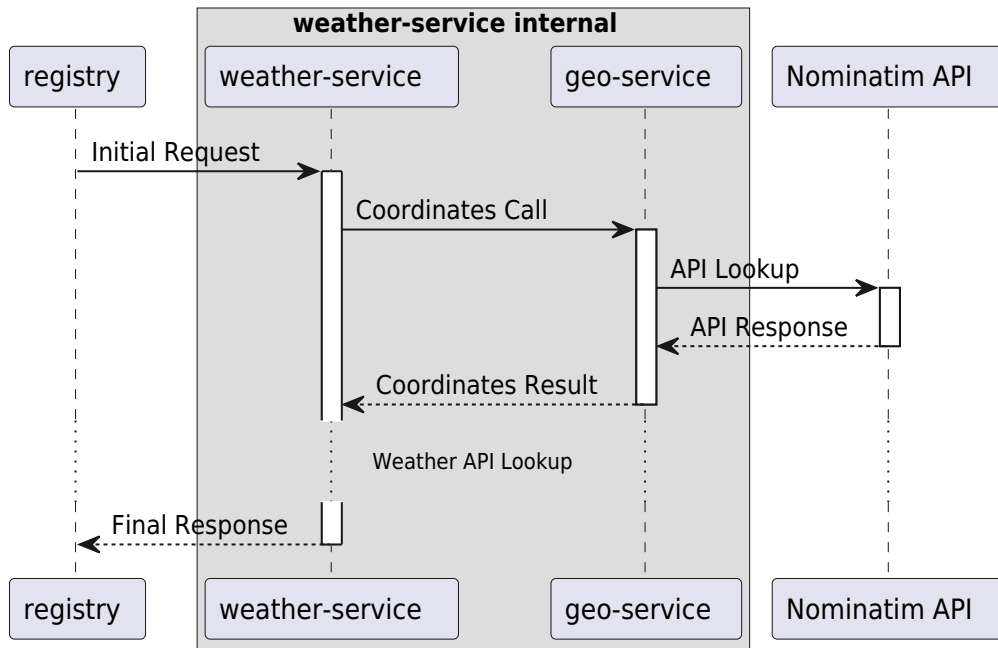 weather-service internal
registry
weather-service
geo-service
Nominatim API
Initial Request
Coordinates Call
API Lookup
API Response
Coordinates Result
Weather API Lookup
Final Response
registry
weather-service
geo-service
Nominatim API